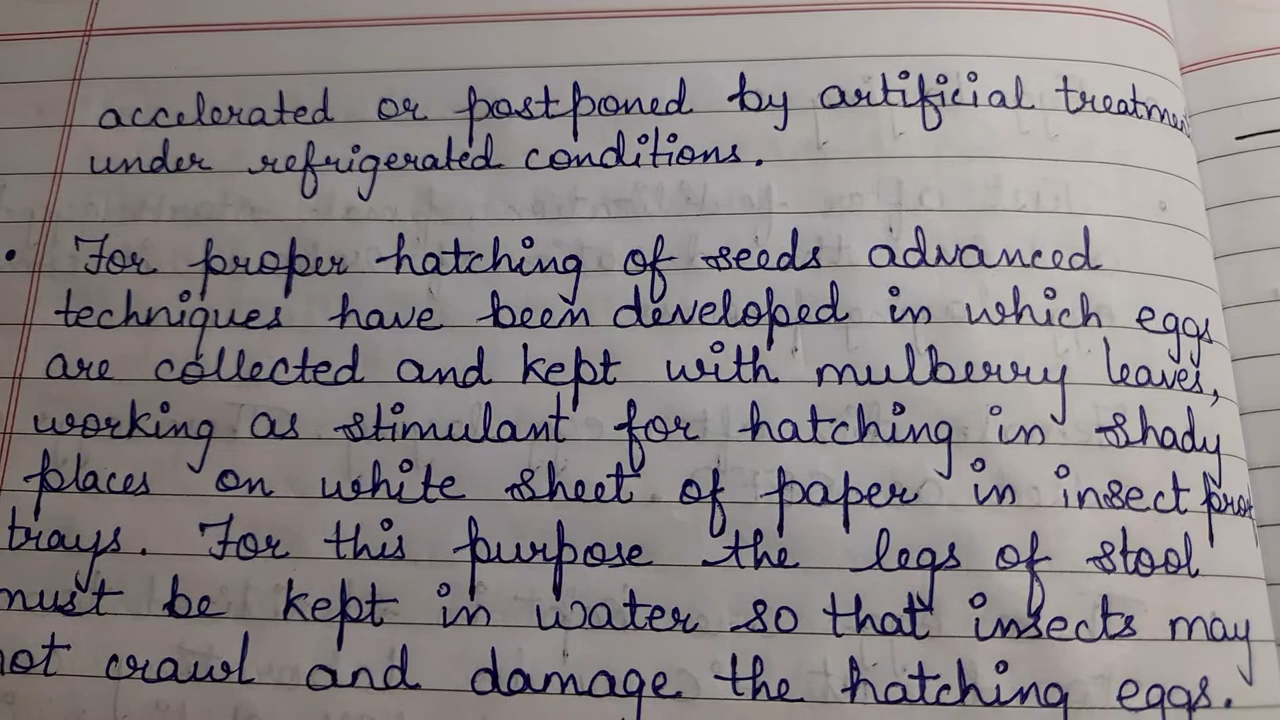 accelerated or postponed by artificial treatmen
under refrigerated conditions.
• For proper hatching of seeds advanced
techniques have been developed in which eggs
are collected and kept with mulberry leaves,
working as stimulant for hatching in shady
places on white sheet of paper in insect proof
trays. For this purpose the legs of stool
must be kept in water so that insects may
not crawl and damage the hatching eggs.